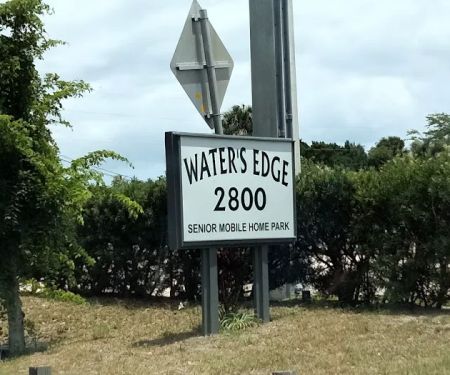 WATER'S EDGE
2800
SENIOR MOBILE HOME PARK